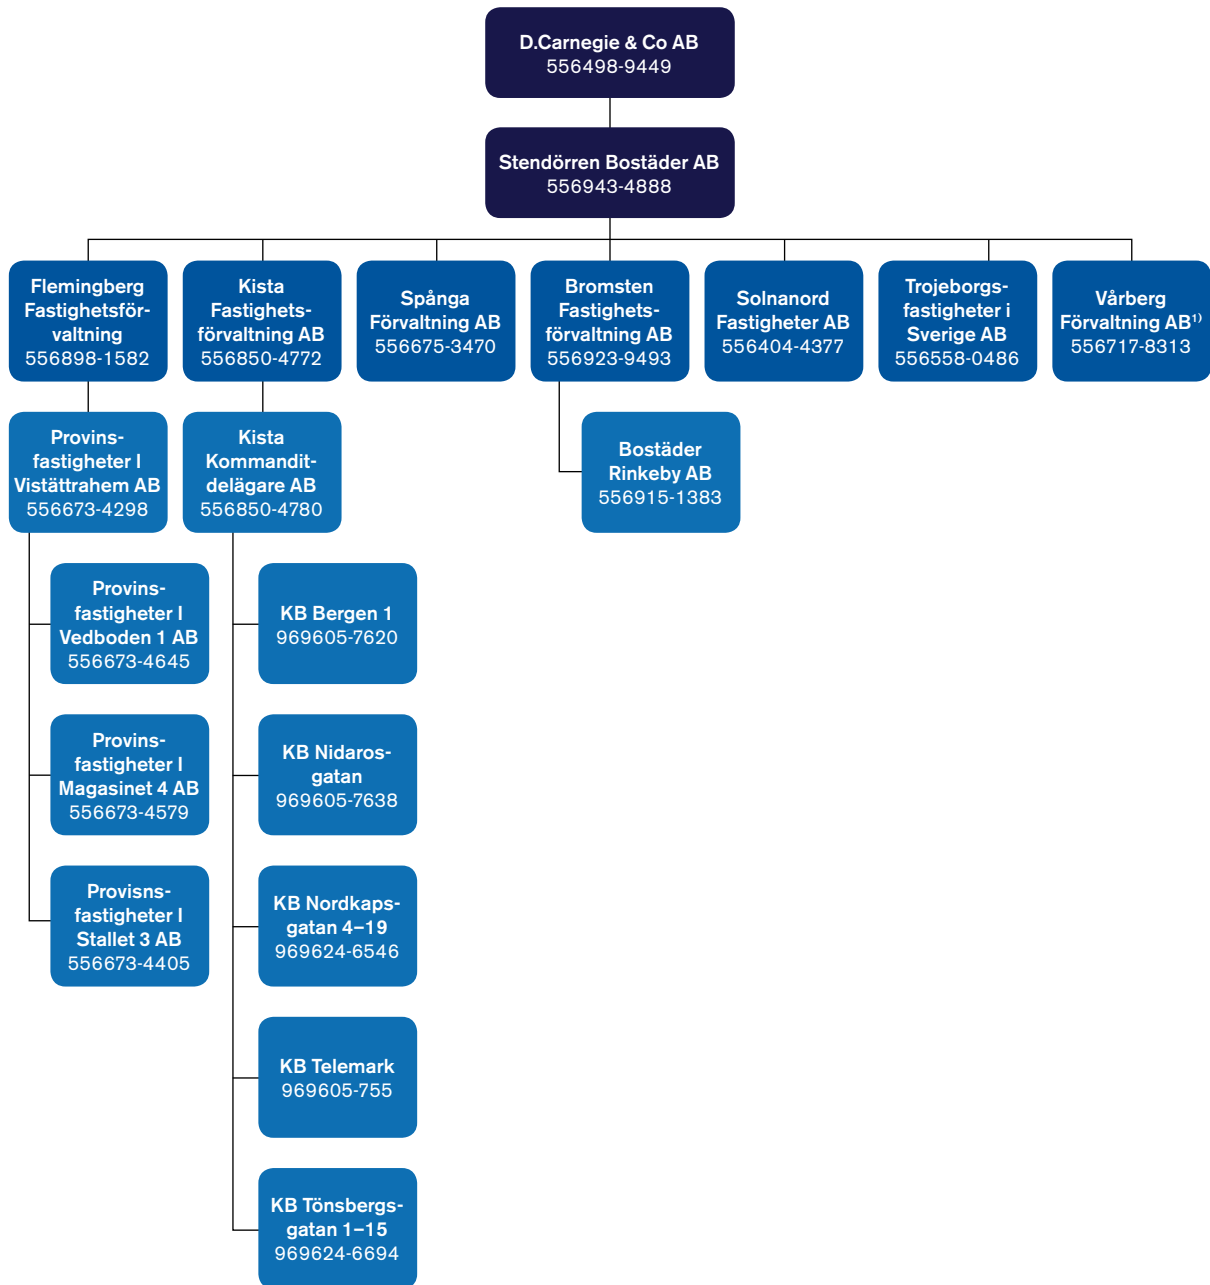 D.Carnegie & Co AB
556498-9449
Stendörren Bostäder AB
556943-4888
Flemingberg
Fastighetsför-
valtning
556898-1582
Kista
Fastighets-
förvaltning AB
556850-4772
Spånga
Förvaltning AB
556675-3470
Bromsten
Fastighets-
förvaltning AB
556923-9493
Solnanord
Fastigheter AB
556404-4377
Trojeborgs-
fastigheter i
Sverige AB
556558-0486
Vårberg
Förvaltning AB¹⁾
556717-8313
Provins-
fastigheter I
Vistättrahem AB
556673-4298
Kista
Kommandit-
delägare AB
556850-4780
Bostäder
Rinkeby AB
556915-1383
Provins-
fastigheter I
Vedboden 1 AB
556673-4645
KB Bergen 1
969605-7620
Provins-
fastigheter I
Magasinet 4 AB
556673-4579
KB Nidaros-
gatan
969605-7638
Provisns-
fastigheter I
Stallet 3 AB
556673-4405
KB Nordkaps-
gatan 4–19
969624-6546
KB Telemark
969605-755
KB Tönsbergs-
gatan 1–15
969624-6694